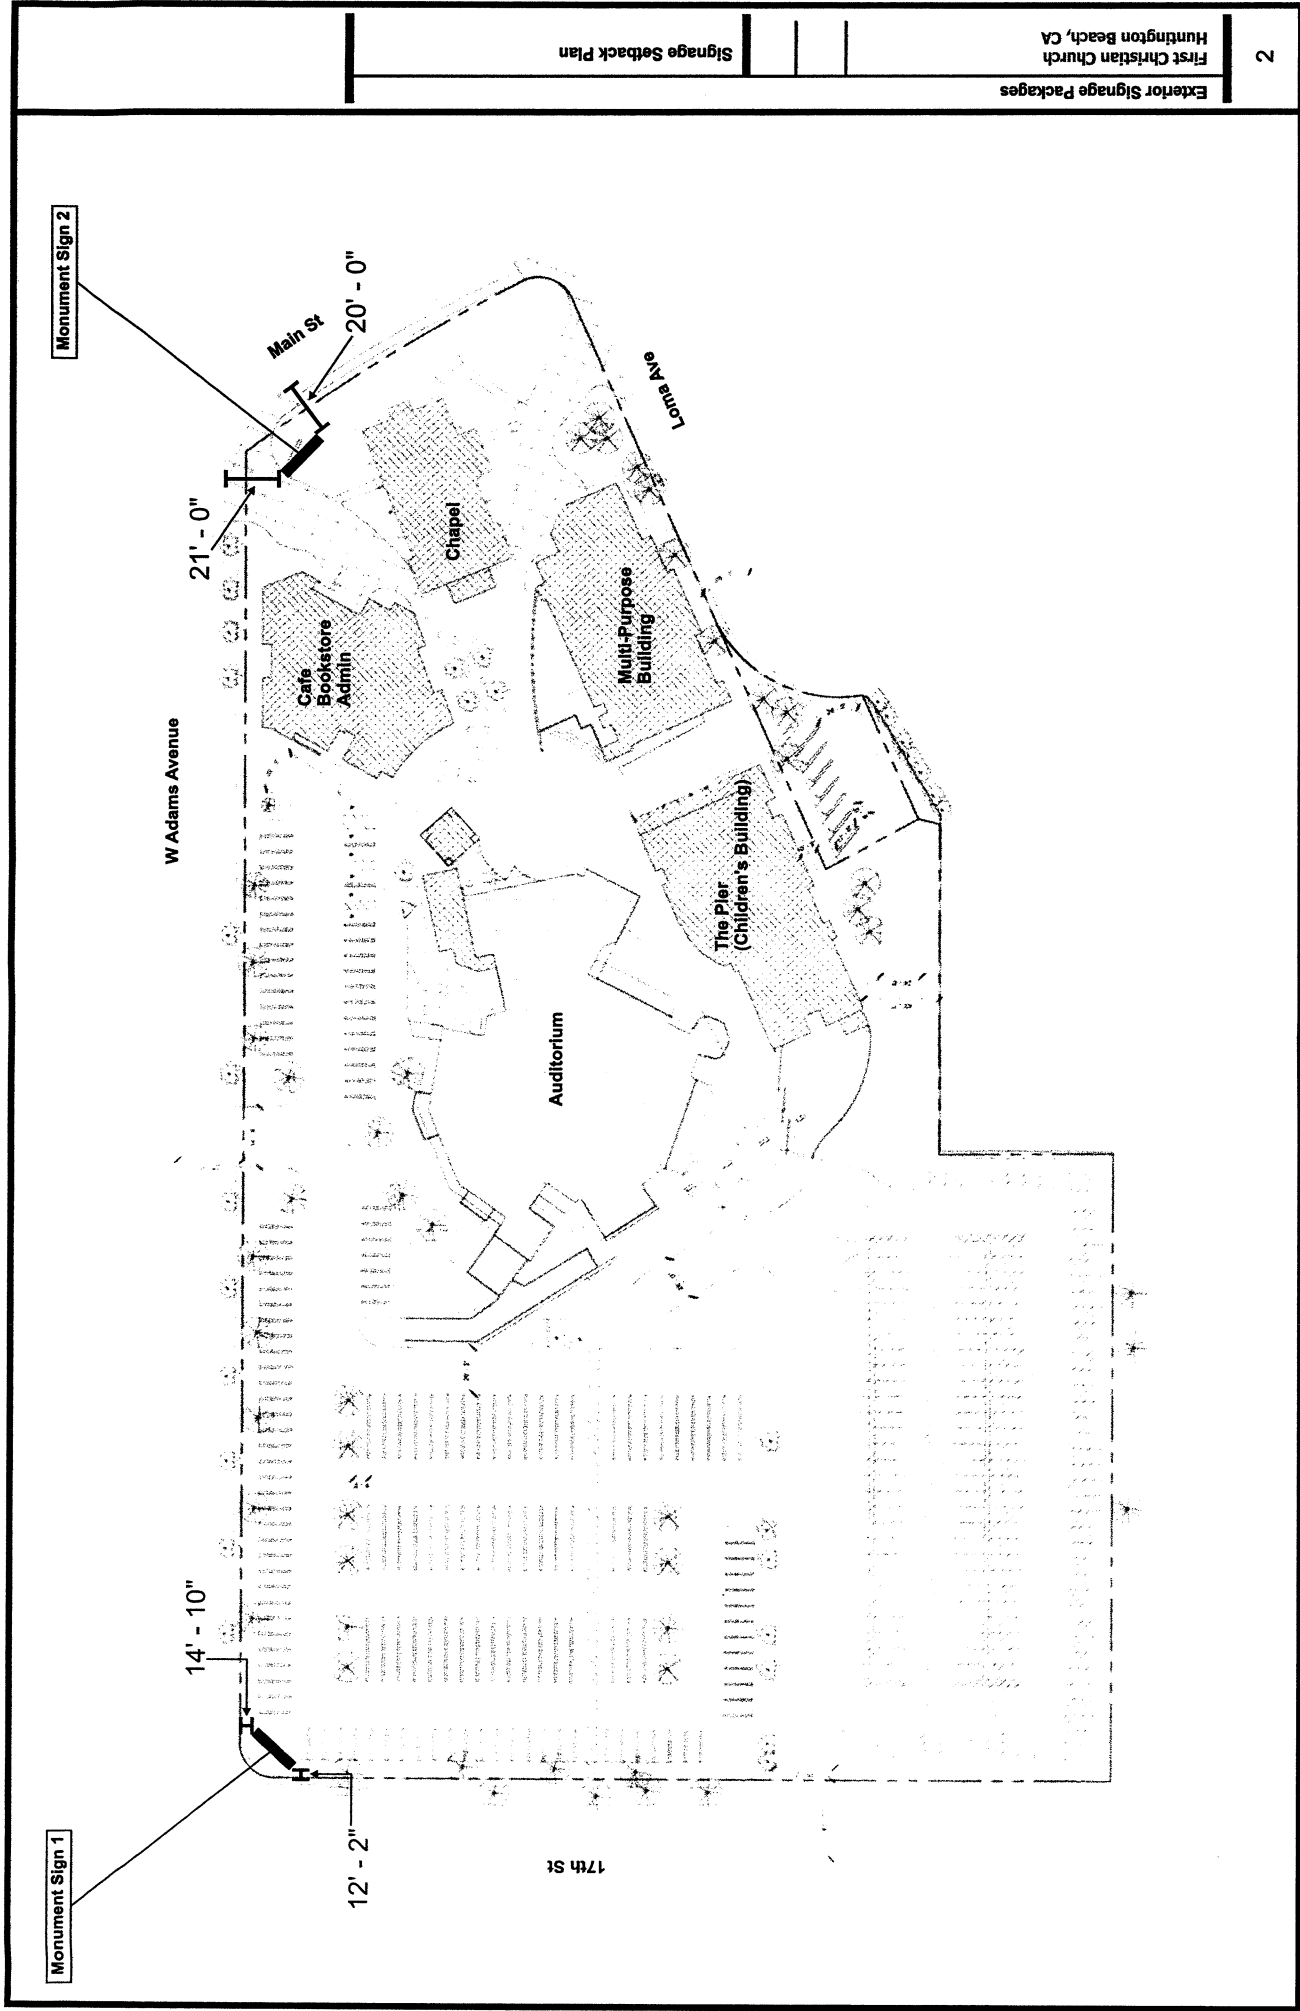 Monument Sign 1
Monument Sign 2
W Adams Avenue
14' - 10"
12' - 2"
21' - 0"
20' - 0"
Main St
Loma Ave
17th St
Cafe
Bookstore
Admin
Chapel
Multi-Purpose
Building
The Pier
(Children's Building)
Auditorium
Exterior Signage Packages
First Christian Church
Huntington Beach, CA
Signage Setback Plan
2